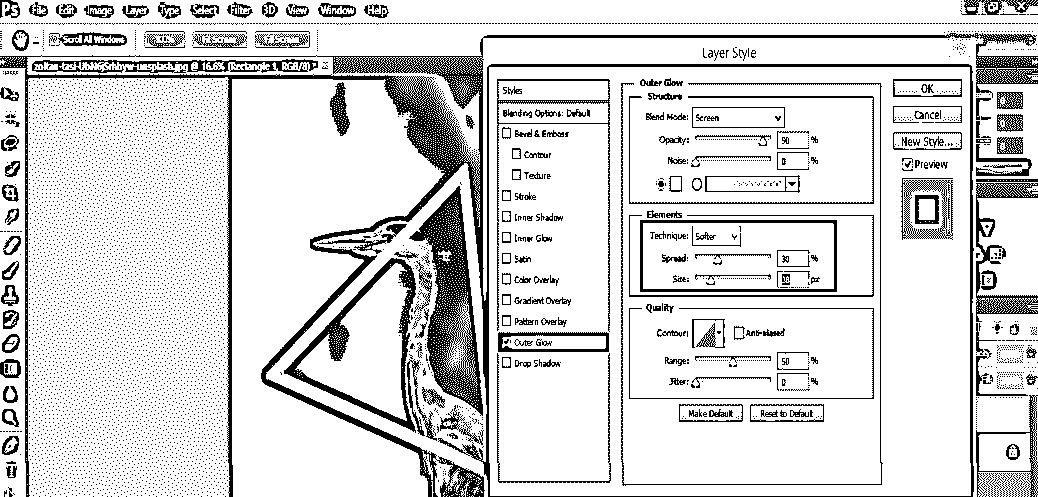 Ps File Edit Image Layer Type Select Filter 3D View Window Help
Scroll All Windows
zoltan-tasi-UbN6jSrhbyw-unsplash.jpg @ 16.6% (Rectangle 1, RGB/8) *
Layer Style
Styles
Blending Options: Default
Bevel & Emboss
Contour
Texture
Stroke
Inner Shadow
Inner Glow
Satin
Color Overlay
Gradient Overlay
Pattern Overlay
Outer Glow
Drop Shadow
Outer Glow
Structure
Blend Mode: Screen
Opacity: 90 %
Noise: 0 %
Elements
Technique: Softer
Spread: 30 %
Size: px
Quality
Contour: Anti-aliased
Range: 50 %
Jitter: 0 %
Make Default Reset to Default
OK
Cancel
New Style...
Preview